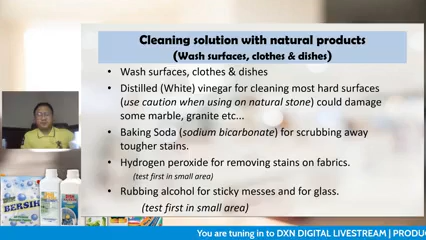 Cleaning solution with natural products
(Wash surfaces, clothes & dishes)
• Wash surfaces, clothes & dishes
• Distilled (White) vinegar for cleaning most hard surfaces
(use caution when using on natural stone) could damage
some marble, granite etc...
• Baking Soda (sodium bicarbonate) for scrubbing away
tougher stains.
• Hydrogen peroxide for removing stains on fabrics.
(test first in small area)
• Rubbing alcohol for sticky messes and for glass.
(test first in small area)
BERSIH
You are tuning in to DXN DIGITAL LIVESTREAM | PRODUC